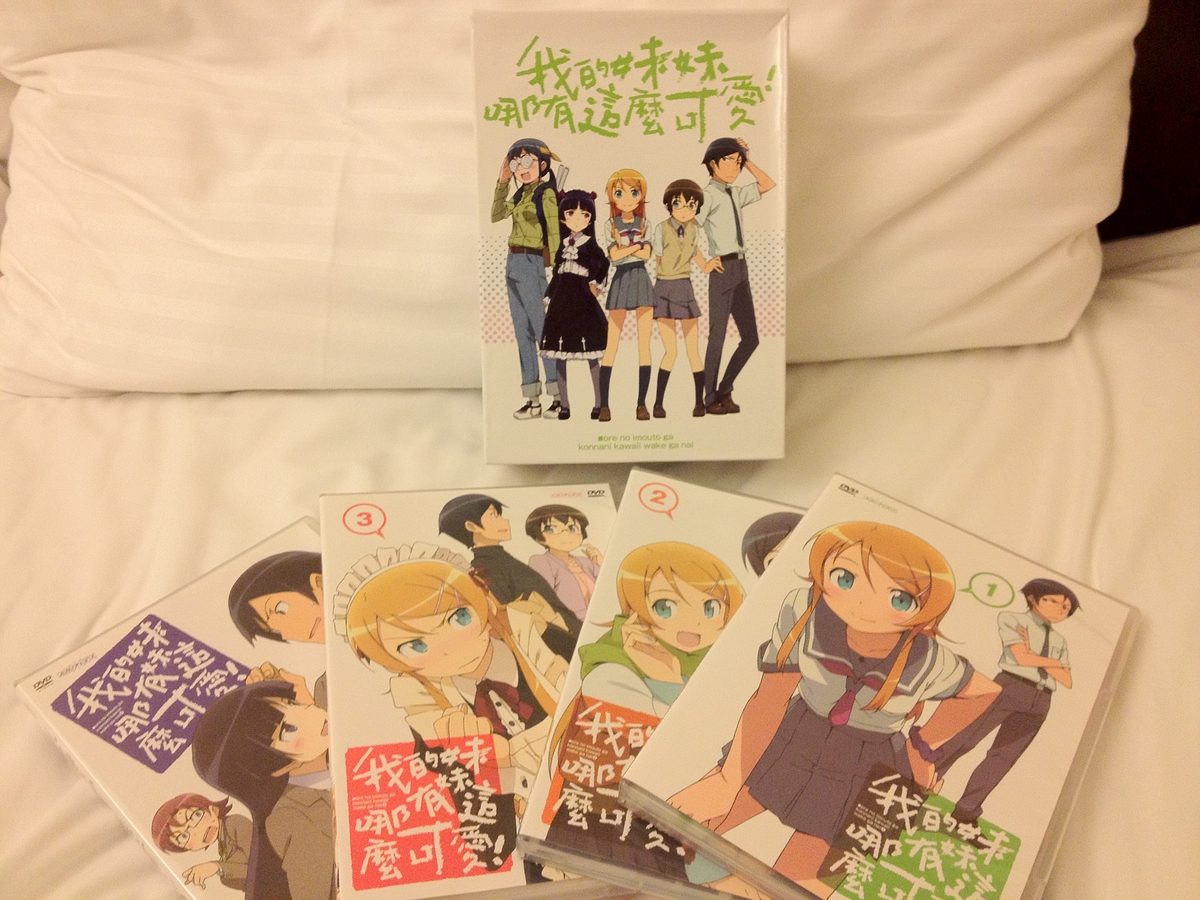 我的妹妹
哪有這麼可愛!
■ore no imouto ga
konnani kawaii wake ga nai
DVD
我的妹
哪有妹這
麼可愛!
3
DVD
我的妹
哪有妹這
麼可愛!
2
我的
哪有
麼可愛!
DVD
1
我的妹
哪有妹這
麼可